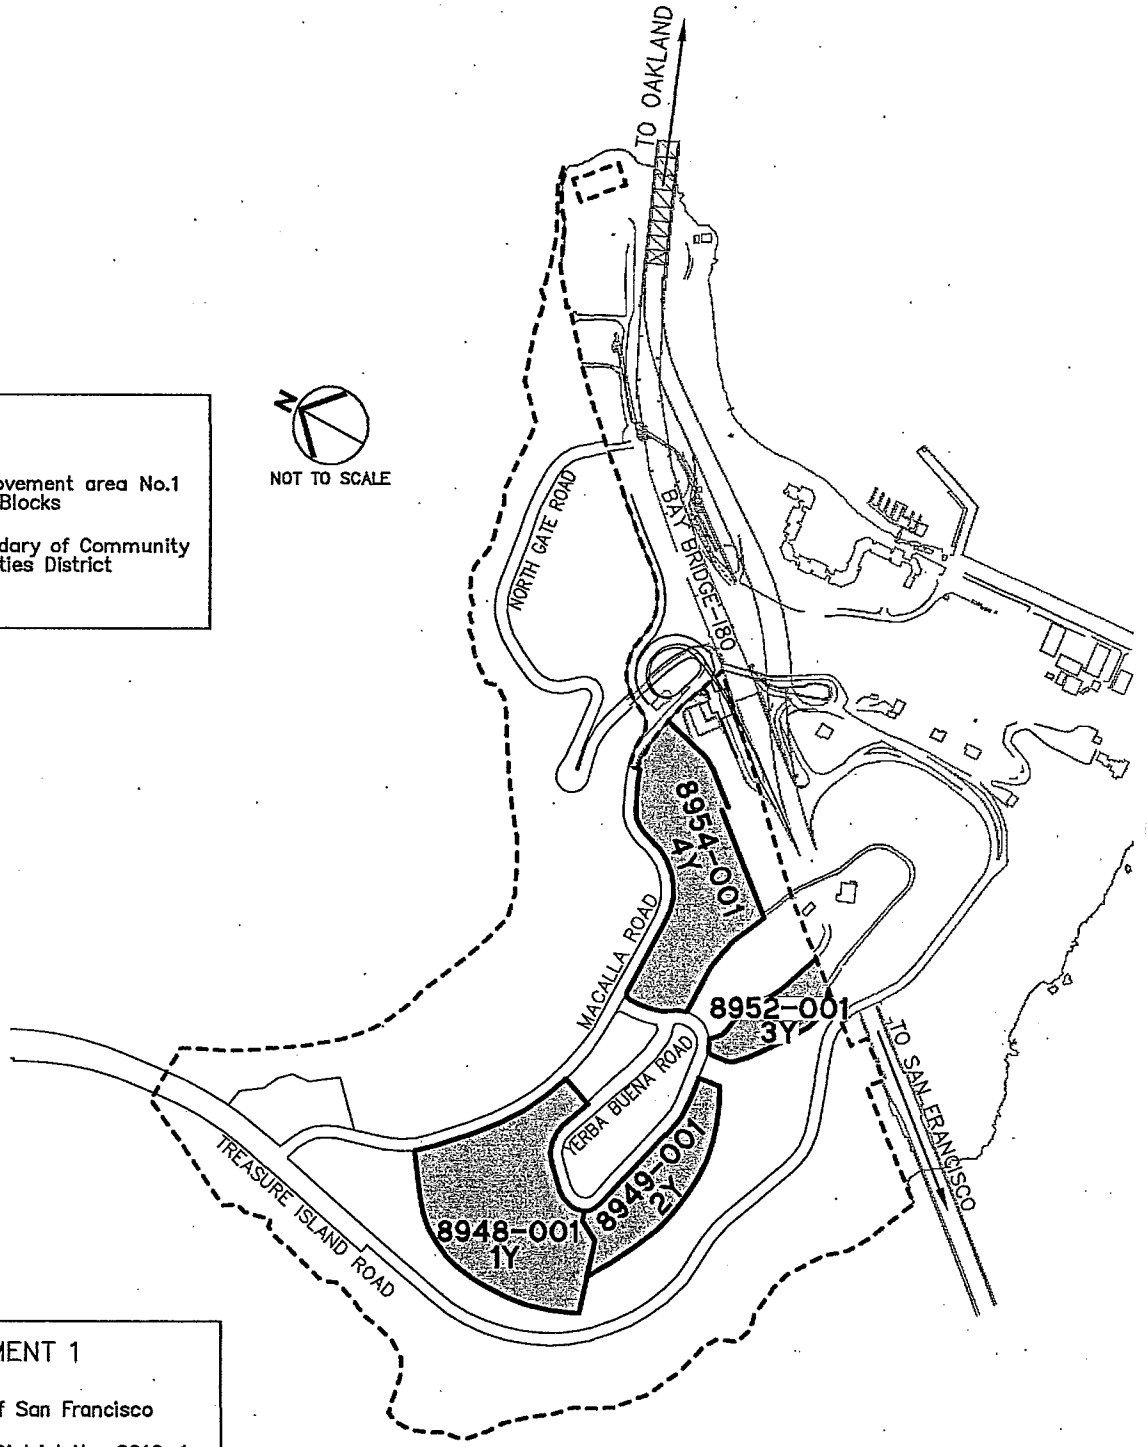 TO OAKLAND
N
NOT TO SCALE
ovement area No.1
Blocks
dary of Community
ties District
NORTH GATE ROAD
BAY BRIDGE-I80
8954-001
4Y
MACALLA ROAD
8952-001
3Y
YERBA BUENA ROAD
TO SAN FRANCISCO
TREASURE ISLAND ROAD
8949-001
2Y
8948-001
1Y
MENT 1
f San Francisco